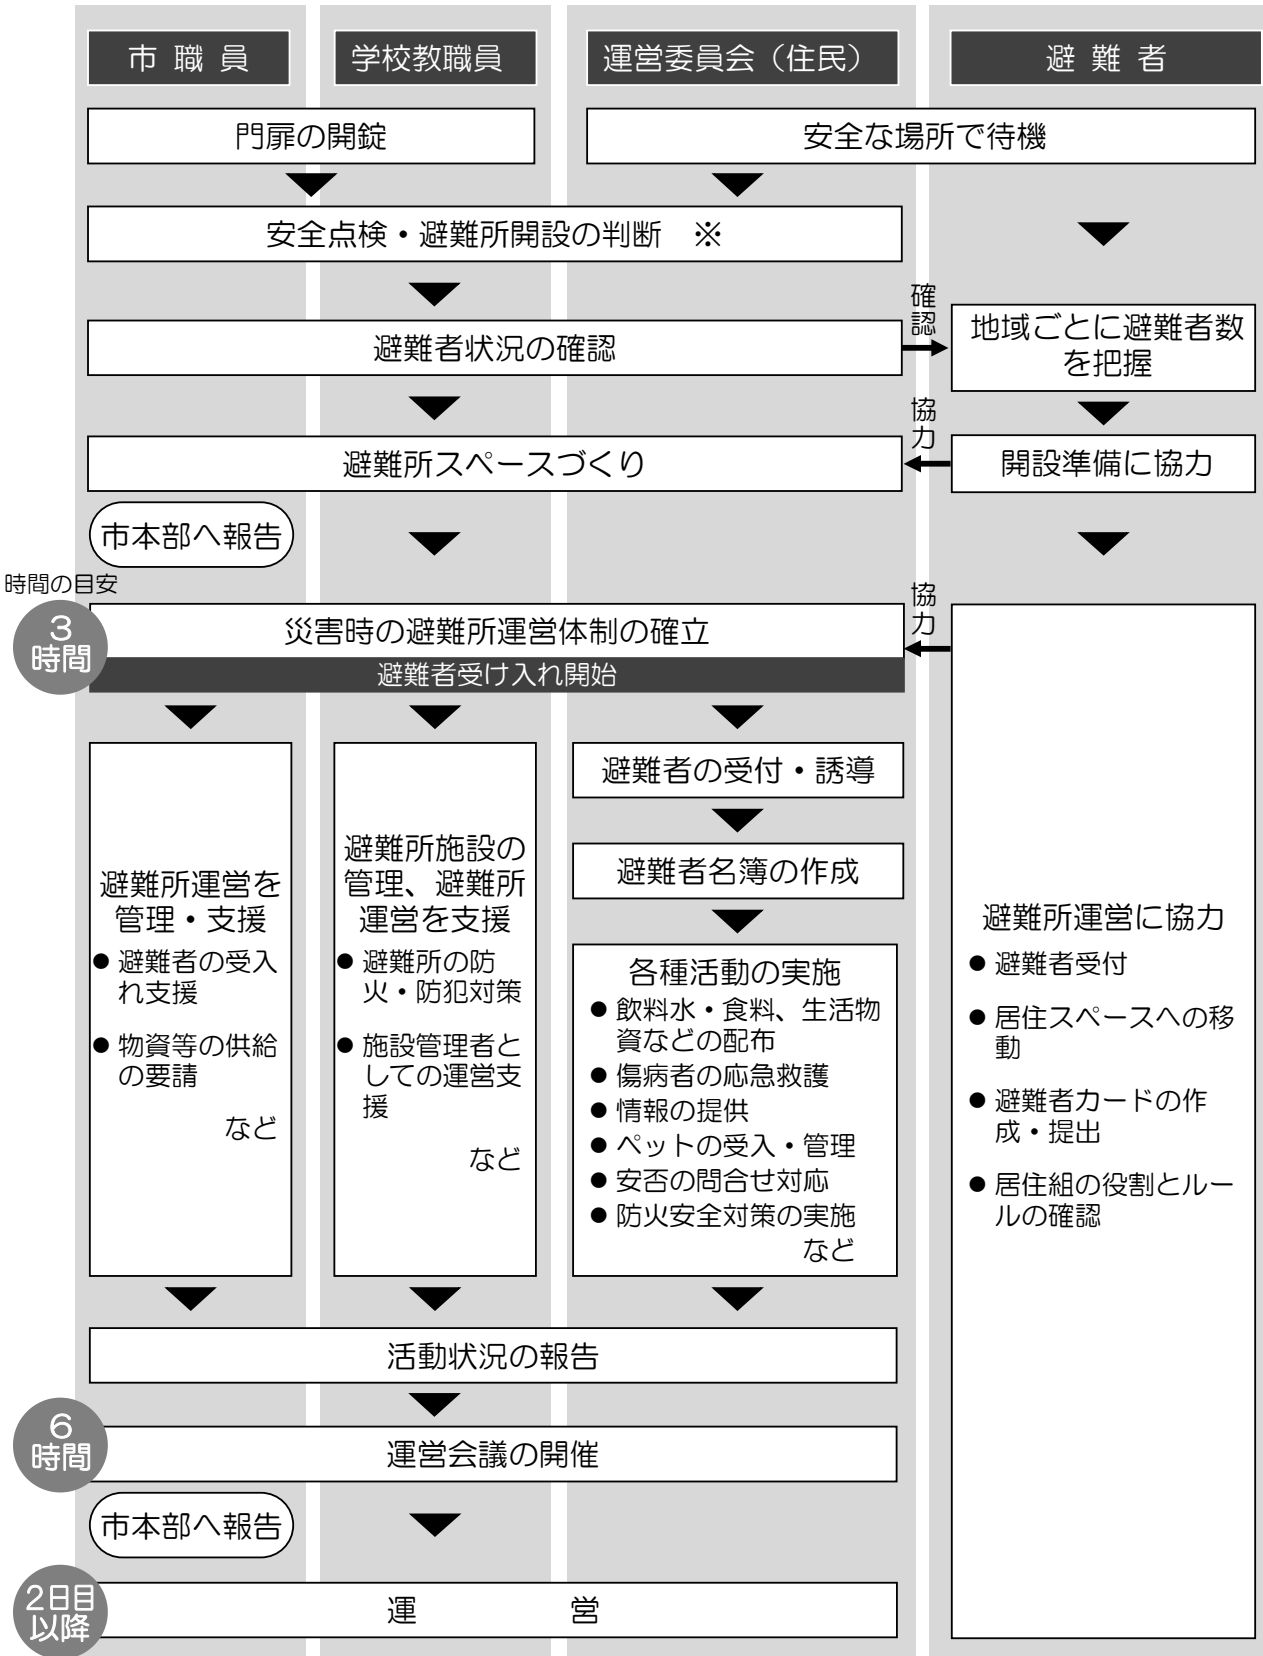 市 職 員
学校教職員
運営委員会（住民）
避 難 者
門扉の開錠
安全な場所で待機
安全点検・避難所開設の判断　※
避難者状況の確認
確認
地域ごとに避難者数
を把握
避難所スペースづくり
協力
開設準備に協力
市本部へ報告
時間の目安
３
時間
災害時の避難所運営体制の確立
避難者受け入れ開始
協力
避難所運営を
管理・支援
● 避難者の受入
れ支援
● 物資等の供給
の要請
など
避難所施設の
管理、避難所
運営を支援
● 避難所の防
火・防犯対策
● 施設管理者と
しての運営支
援
など
避難者の受付・誘導
避難者名簿の作成
各種活動の実施
● 飲料水・食料、生活物
資などの配布
● 傷病者の応急救護
● 情報の提供
● ペットの受入・管理
● 安否の問合せ対応
● 防火安全対策の実施
など
避難所運営に協力
● 避難者受付
● 居住スペースへの移
動
● 避難者カードの作
成・提出
● 居住組の役割とルー
ルの確認
活動状況の報告
６
時間
運営会議の開催
市本部へ報告
２日目
以降
運　　　　　営